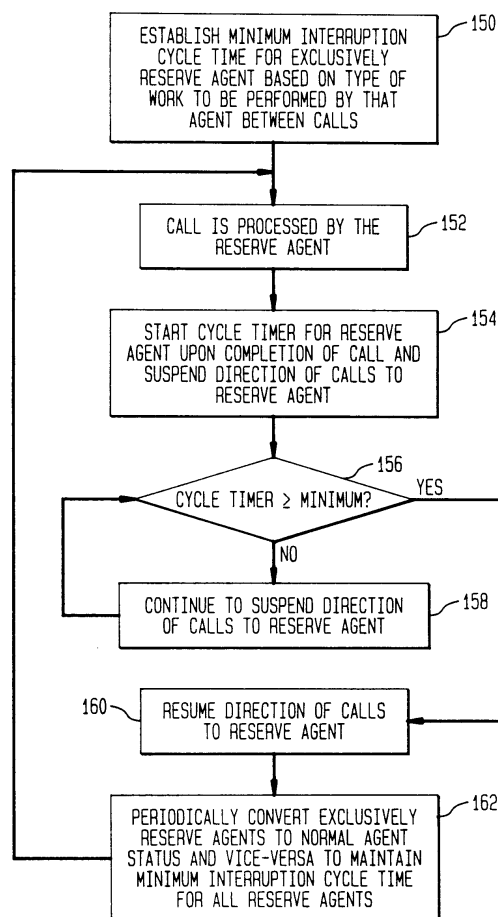 ESTABLISH MINIMUM INTERRUPTION
CYCLE TIME FOR EXCLUSIVELY
RESERVE AGENT BASED ON TYPE OF
WORK TO BE PERFORMED BY THAT
AGENT BETWEEN CALLS
150
CALL IS PROCESSED BY THE
RESERVE AGENT
152
START CYCLE TIMER FOR RESERVE
AGENT UPON COMPLETION OF CALL AND
SUSPEND DIRECTION OF CALLS TO
RESERVE AGENT
154
156
CYCLE TIMER ≥ MINIMUM?
YES
NO
CONTINUE TO SUSPEND DIRECTION
OF CALLS TO RESERVE AGENT
158
160
RESUME DIRECTION OF CALLS
TO RESERVE AGENT
162
PERIODICALLY CONVERT EXCLUSIVELY
RESERVE AGENTS TO NORMAL AGENT
STATUS AND VICE-VERSA TO MAINTAIN
MINIMUM INTERRUPTION CYCLE TIME
FOR ALL RESERVE AGENTS